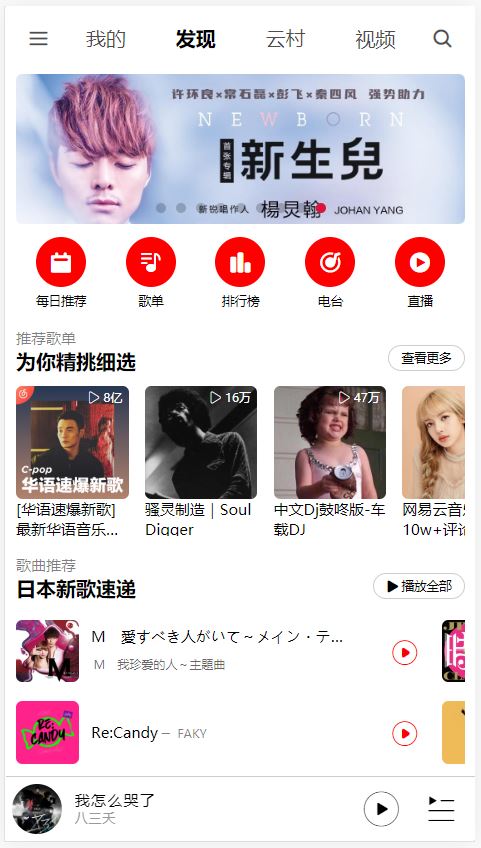 我的
发现
云村
视频
许环良×常石磊×彭飞×秦四风 强势助力
NEWBORN
首张专辑
新生兒
新锐唱作人 楊炅翰 JOHAN YANG
每日推荐
歌单
排行榜
电台
直播
推荐歌单
为你精挑细选
查看更多
8亿
16万
47万
C-pop
华语速爆新歌
[华语速爆新歌]
最新华语音乐...
骚灵制造｜Soul
Digger
中文Dj鼓咚版-车
载DJ
网易云音乐
10w+评论
歌曲推荐
日本新歌速递
播放全部
M 愛すべき人がいて～メイン・テ...
M 我珍爱的人～主題曲
RE:
CANDY
Re:Candy－ FAKY
我怎么哭了
八三夭